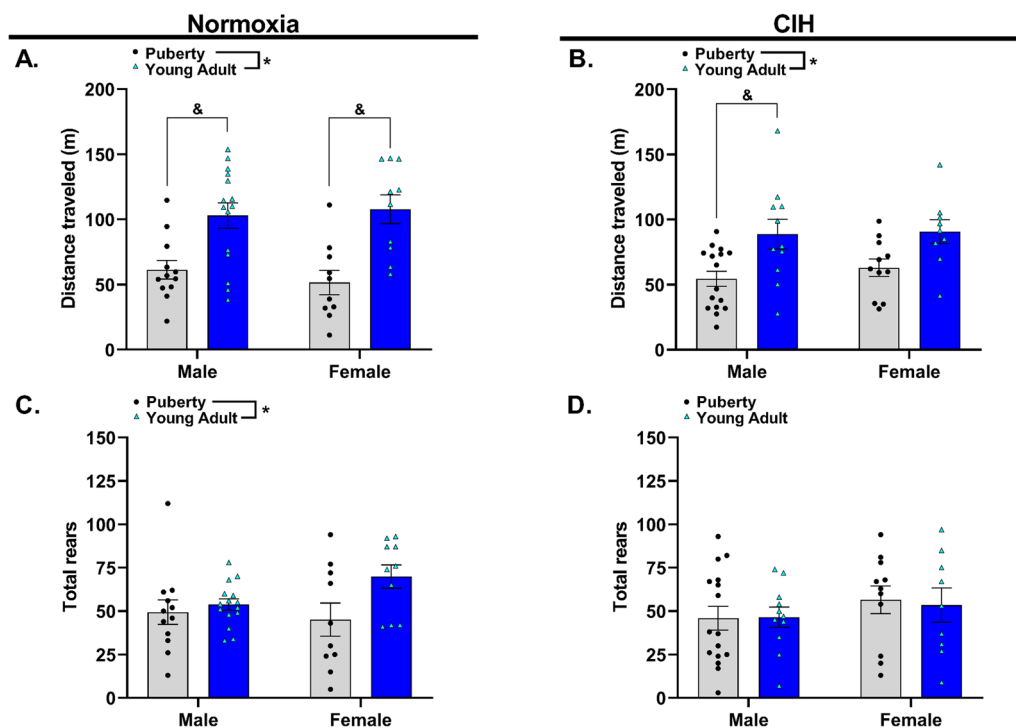 Normoxia
CIH
A.
Puberty
Young Adult
*
Distance traveled (m)
200
150
100
50
0
&
&
Male
Female
B.
Puberty
Young Adult
*
Distance traveled (m)
200
150
100
50
0
&
Male
Female
C.
Puberty
Young Adult
*
Total rears
150
125
100
75
50
25
0
Male
Female
D.
Puberty
Young Adult
Total rears
150
125
100
75
50
25
0
Male
Female